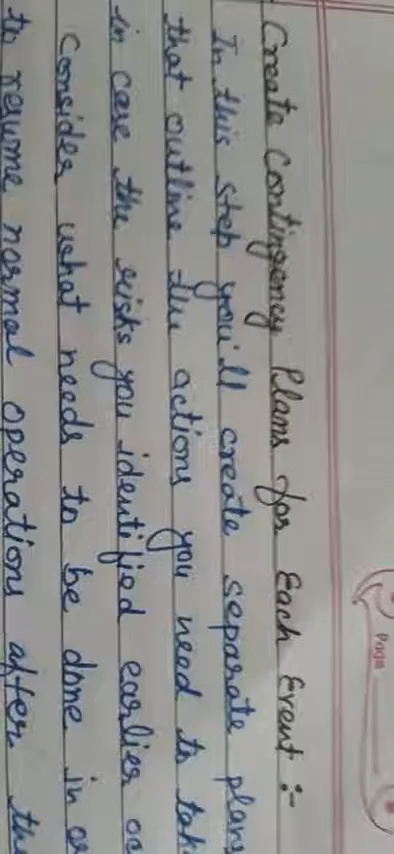 Page
Create Contingency Plans for Each Event :-
In this step you'll create separate plans
that outline the actions you need to tak
in case the risks you identified earlier oc
Consider what needs to be done in or
to resume normal operations after the